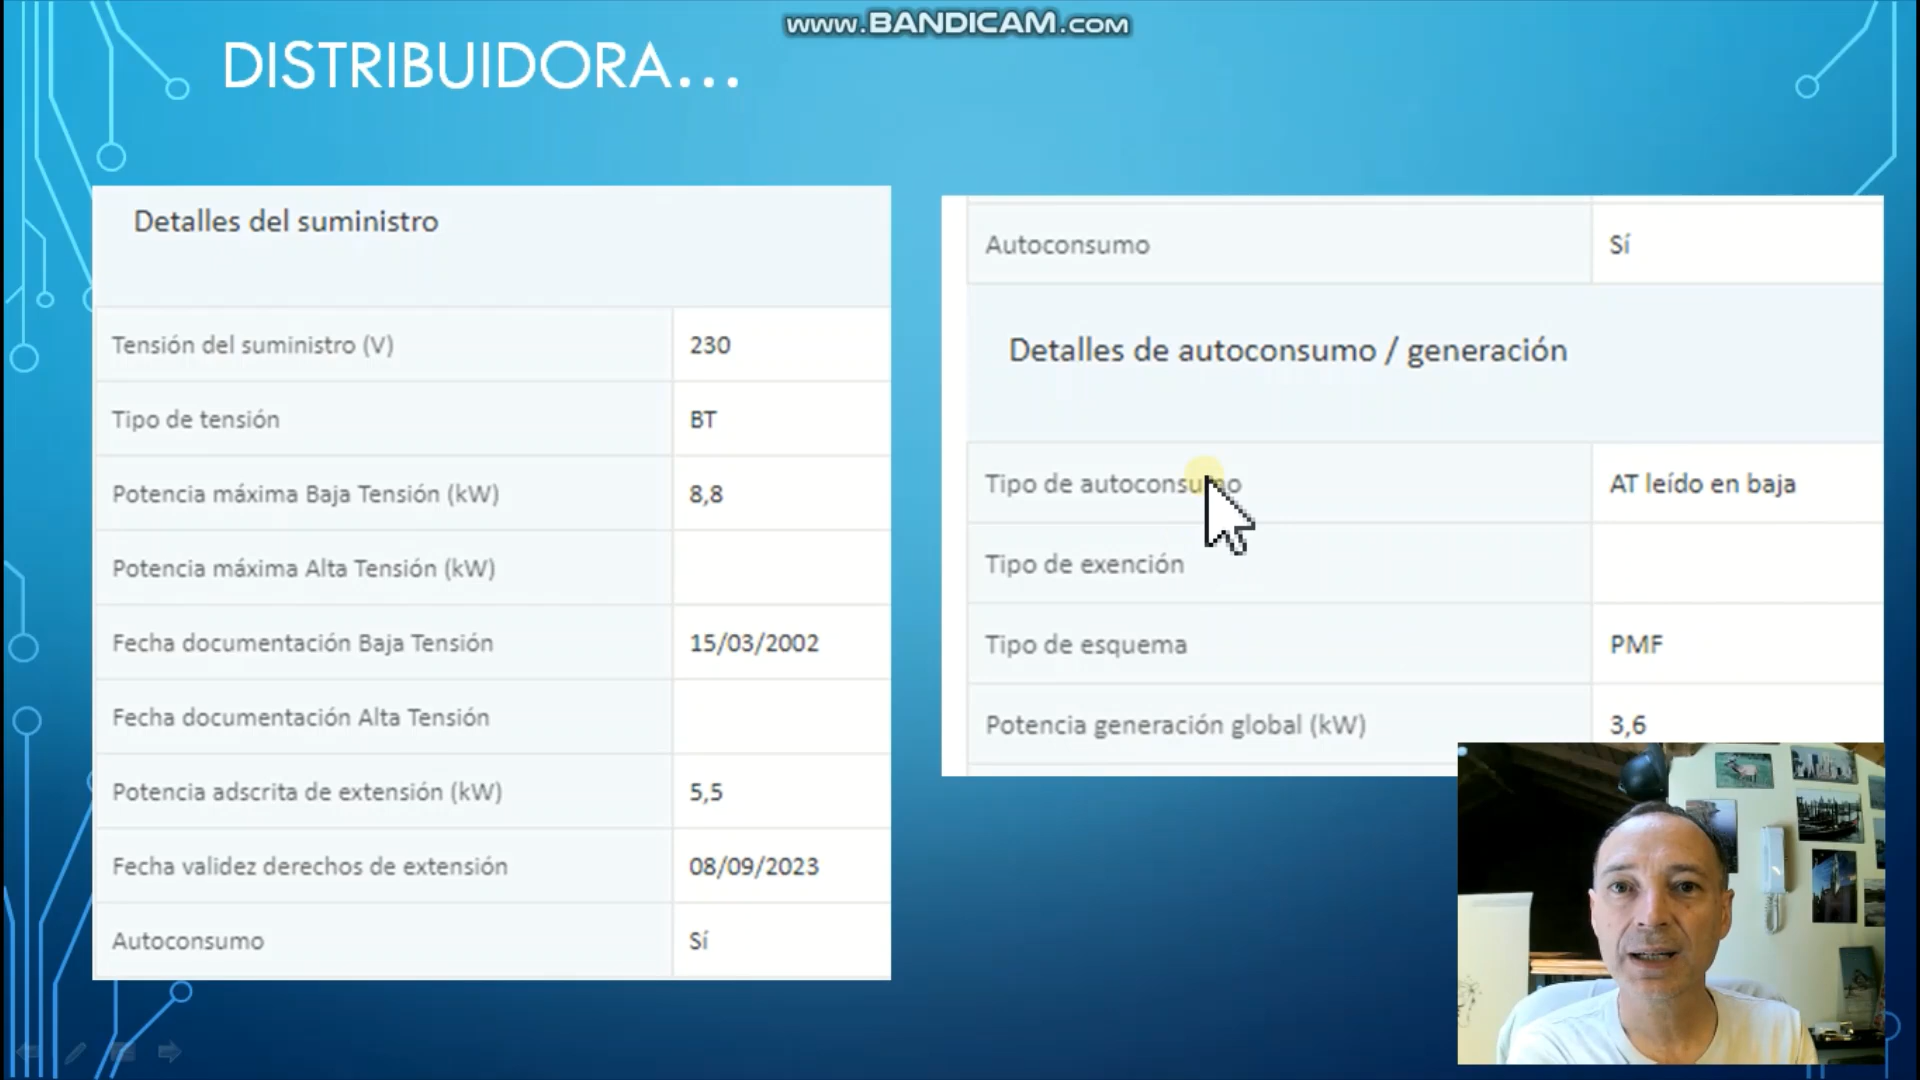 www.BANDICAM.com
DISTRIBUIDORA...
Detalles del suministro
Tensión del suministro (V) 230
Tipo de tensión BT
Potencia máxima Baja Tensión (kW) 8,8
Potencia máxima Alta Tensión (kW)
Fecha documentación Baja Tensión 15/03/2002
Fecha documentación Alta Tensión
Potencia adscrita de extensión (kW) 5,5
Fecha validez derechos de extensión 08/09/2023
Autoconsumo Sí
Autoconsumo Sí
Detalles de autoconsumo / generación
Tipo de autoconsumo AT leído en baja
Tipo de exención
Tipo de esquema PMF
Potencia generación global (kW) 3,6